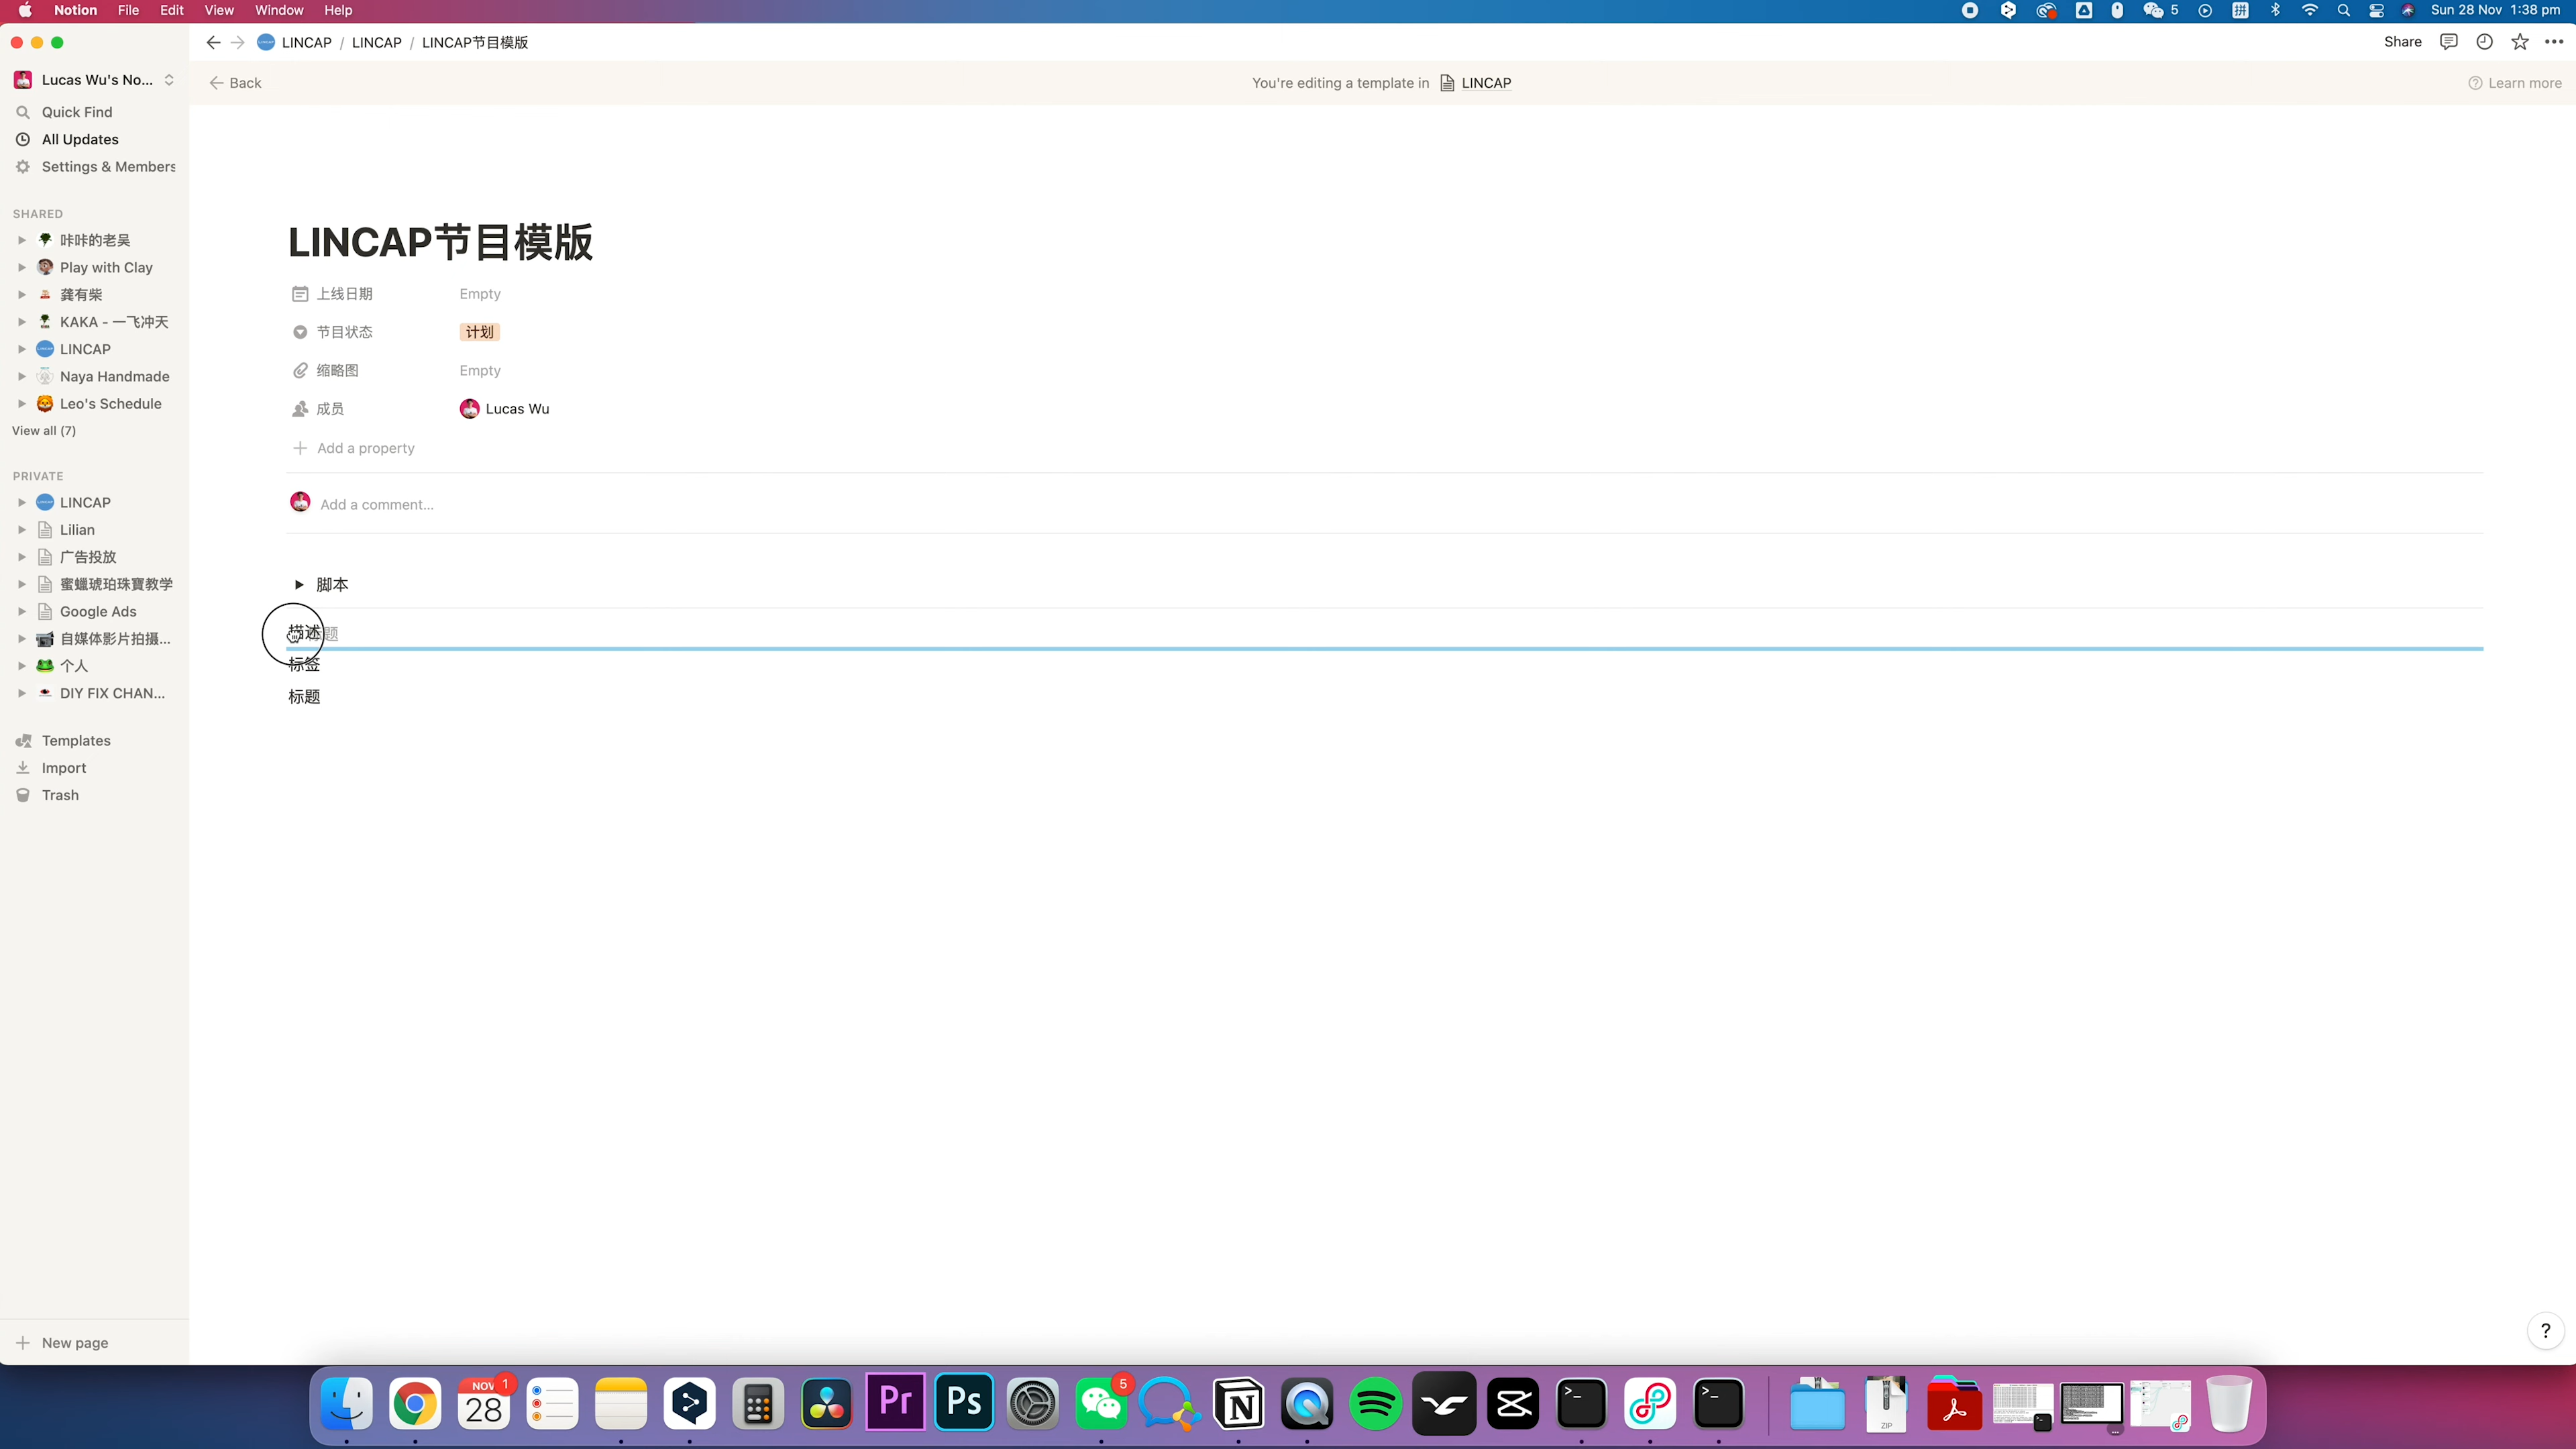 Notion File Edit View Window Help 5 拼 Sun 28 Nov 1:38 pm
LINCAP / LINCAP / LINCAP节目模版 Share
Lucas Wu's No...
Back You're editing a template in LINCAP Learn more
Quick Find
All Updates
Settings & Members
SHARED
咔咔的老吴
Play with Clay
龚有柴
KAKA - 一飞冲天
LINCAP
Naya Handmade
Leo's Schedule
View all (7)
PRIVATE
LINCAP
Lilian
广告投放
蜜蠟琥珀珠寶教学
Google Ads
自媒体影片拍摄...
个人
DIY FIX CHAN...
Templates
Import
Trash
New page
LINCAP节目模版
上线日期 Empty
节目状态 计划
缩略图 Empty
成员 Lucas Wu
Add a property
Add a comment...
脚本
描述
标签
标题
?
NOV 1
28
Pr
Ps
5
N
ZIP